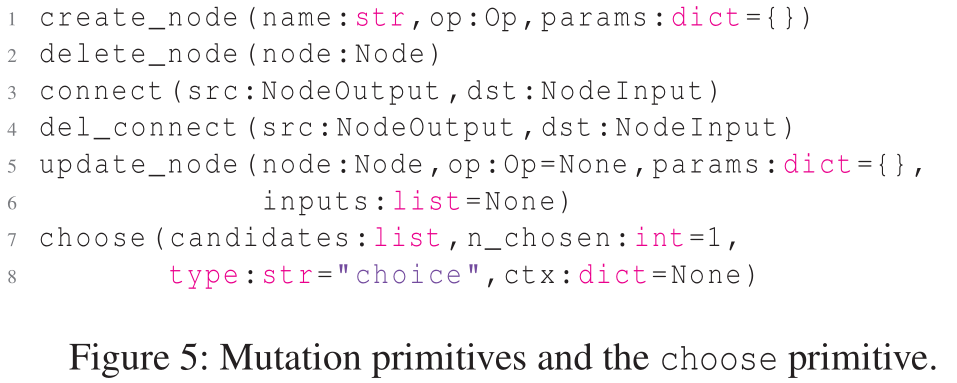 1 create_node(name:str,op:Op,params:dict={})
2 delete_node(node:Node)
3 connect(src:NodeOutput,dst:NodeInput)
4 del_connect(src:NodeOutput,dst:NodeInput)
5 update_node(node:Node,op:Op=None,params:dict={},
6 inputs:list=None)
7 choose(candidates:list,n_chosen:int=1,
8 type:str="choice",ctx:dict=None)
Figure 5: Mutation primitives and the choose primitive.